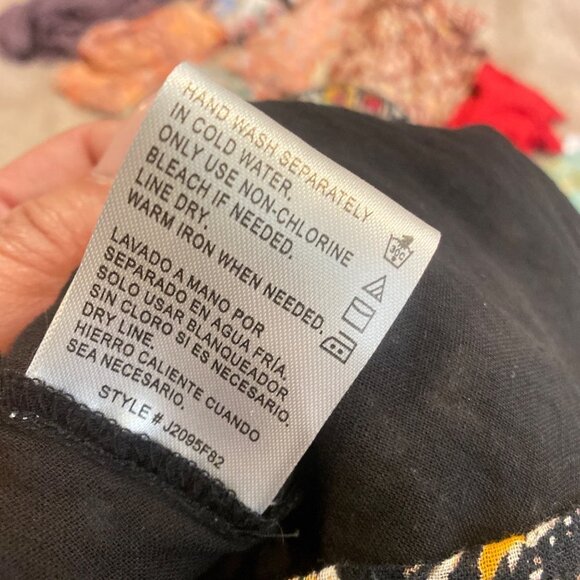 HAND WASH SEPARATELY
IN COLD WATER.
ONLY USE NON-CHLORINE
BLEACH IF NEEDED.
LINE DRY.
WARM IRON WHEN NEEDED.
LAVADO A MANO POR
SEPARADO EN AGUA FRÍA.
SOLO USAR BLANQUEADOR
SIN CLORO SI ES NECESARIO.
DRY LINE
HIERRO CALIENTE CUANDO
SEA NECESARIO.
STYLE # J2095F82
30C